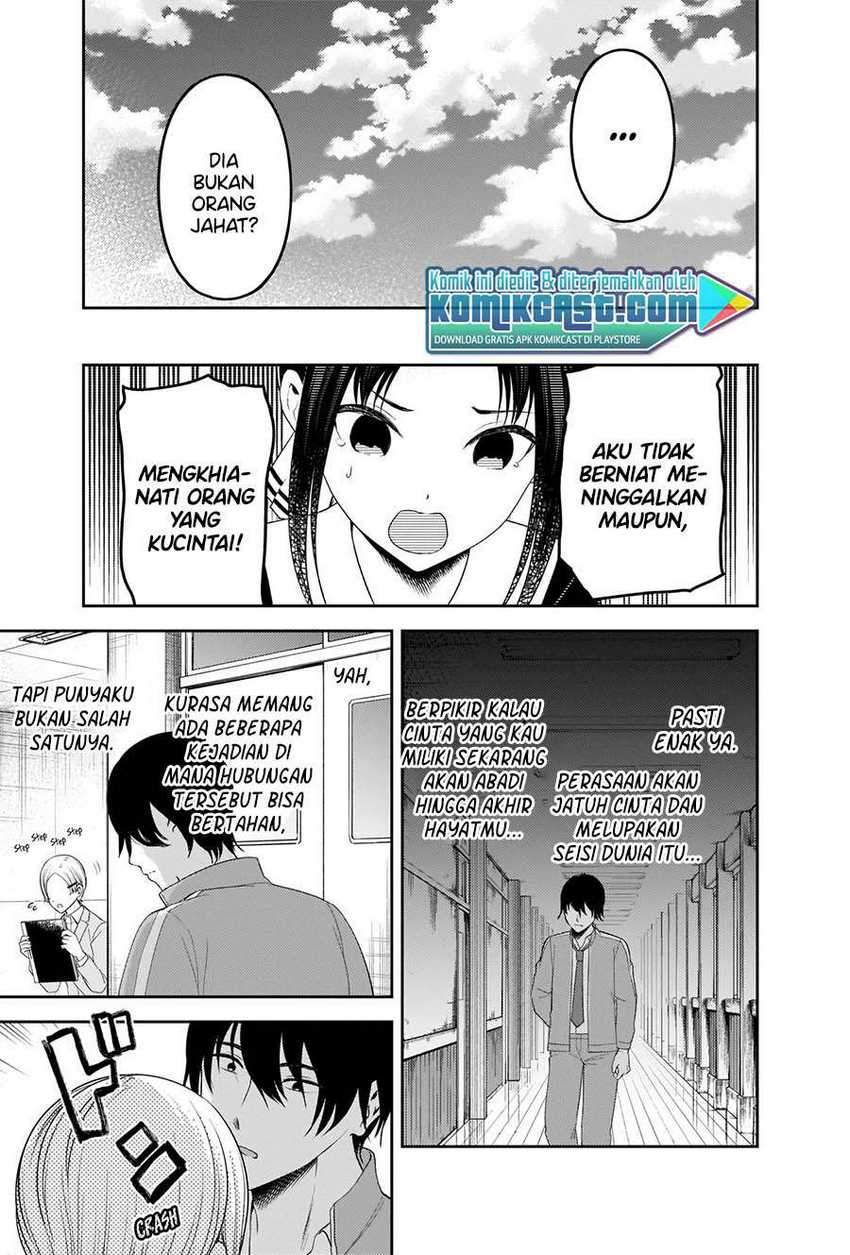 ...
DIA
BUKAN
ORANG
JAHAT?
Komik ini diedit & diterjemahkan oleh
KOMIKCAST.COM
DOWNLOAD GRATIS APK KOMIKCAST DI PLAYSTORE
AKU TIDAK
BERNIAT ME-
NINGGALKAN
MAUPUN,
MENGKHIA-
NATI ORANG
YANG
KUCINTAI!
PASTI
ENAK YA.
PERASAAN AKAN
JATUH CINTA DAN
MELUPAKAN
SEISI DUNIA ITU...
BERPIKIR KALAU
CINTA YANG KAU
MILIKI SEKARANG
AKAN ABADI
HINGGA AKHIR
HAYATMU...
YAH,
KURASA MEMANG
ADA BEBERAPA
KEJADIAN DI
MANA HUBUNGAN
TERSEBUT BISA
BERTAHAN,
TAPI PUNYAKU
BUKAN SALAH
SATUNYA.
STEP
STEP
STEP
STEP
ドン
CRASH